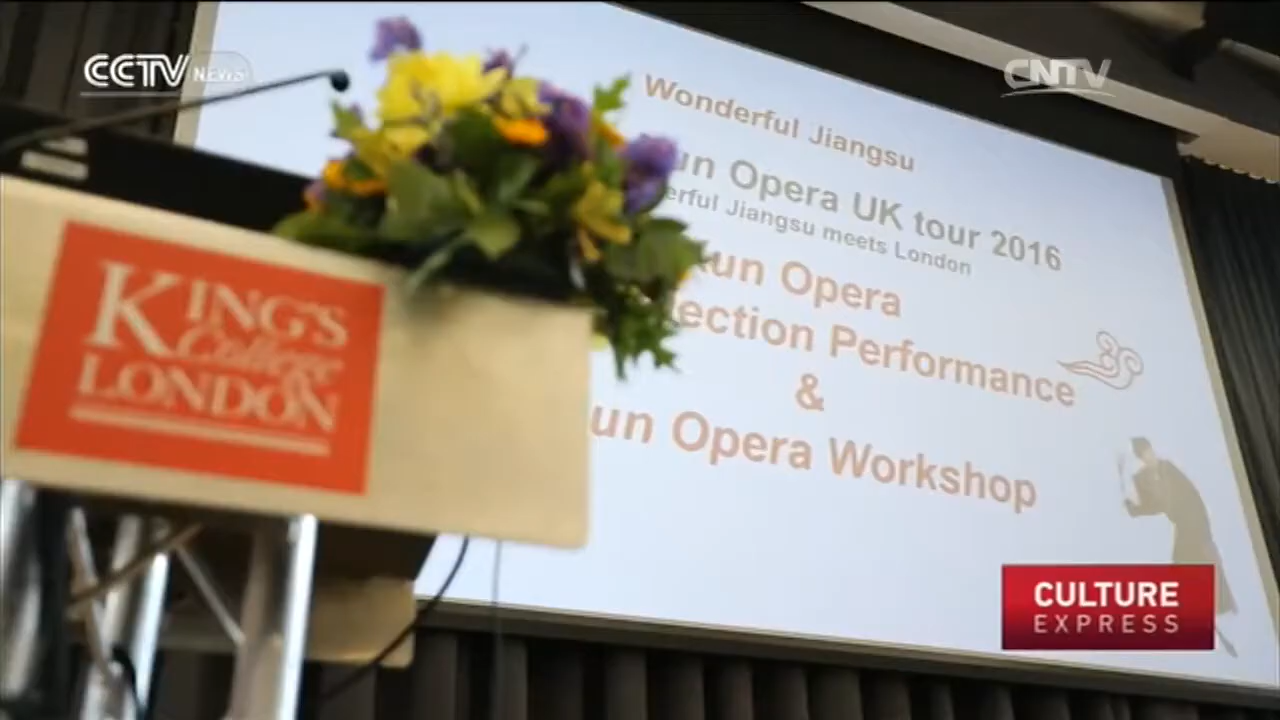 CCTV NEWS
CNTV
Wonderful Jiangsu
un Opera UK tour 2016
erful Jiangsu meets London
un Opera
lection Performance
&
un Opera Workshop
KING'S
College
LONDON
CULTURE
EXPRESS